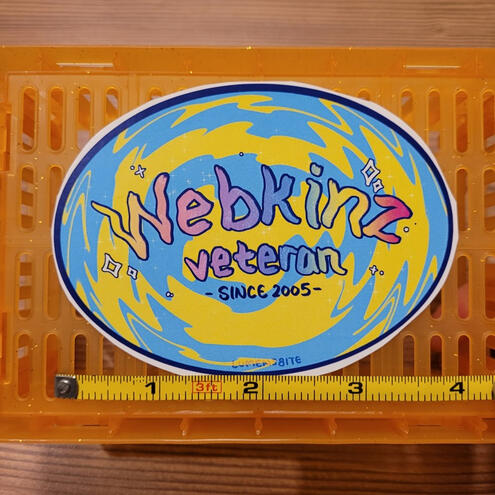 Webkinz
veteran
- SINCE 2005 -
1 3ft 2 3 4